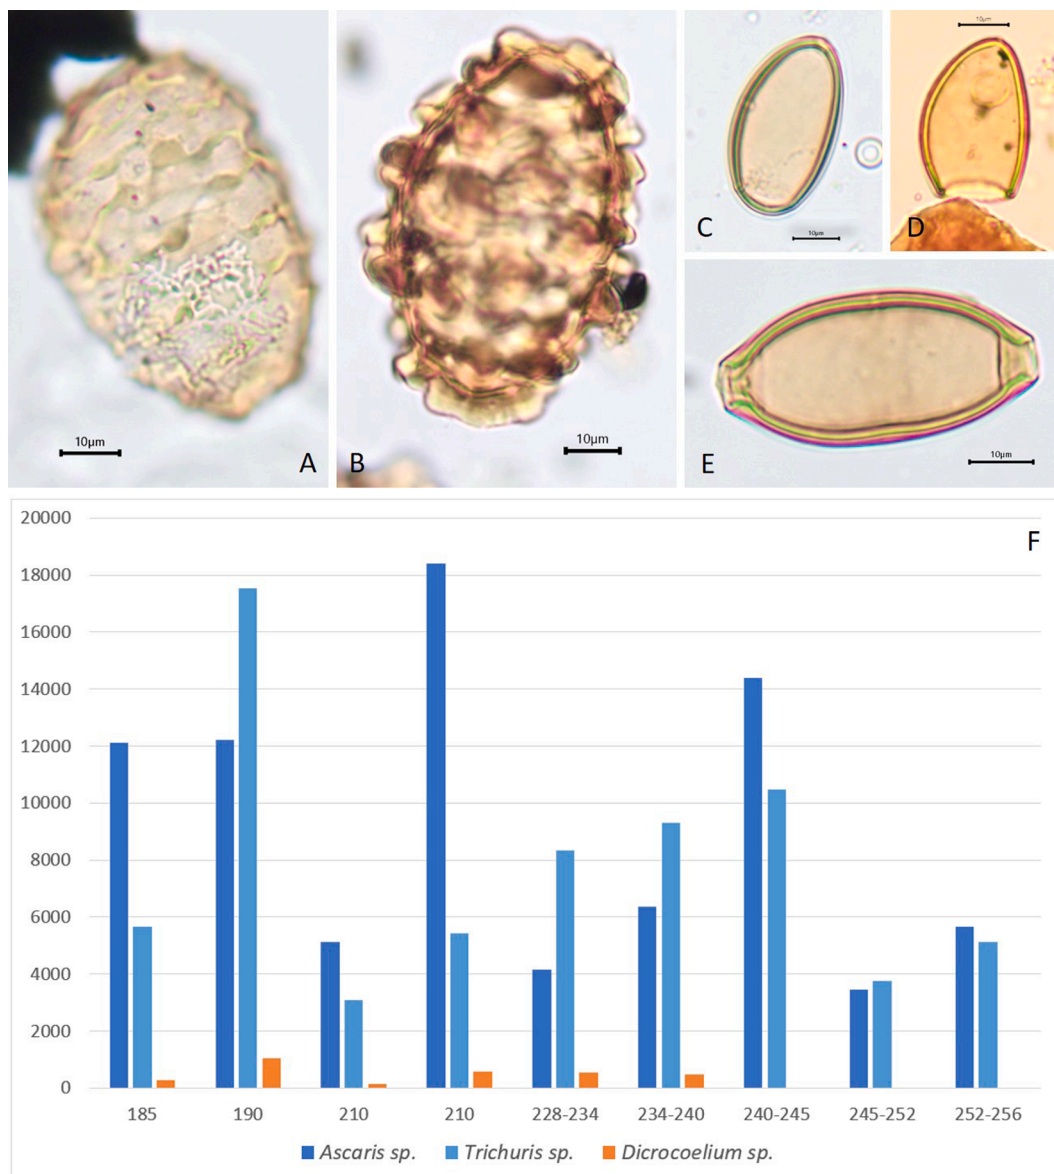 10µm
A
10µm
B
10µm
C
10µm
D
10µm
E
F
20000
18000
16000
14000
12000
10000
8000
6000
4000
2000
0
185 190 210 210 228-234 234-240 240-245 245-252 252-256
Ascaris sp. Trichuris sp. Dicrocoelium sp.